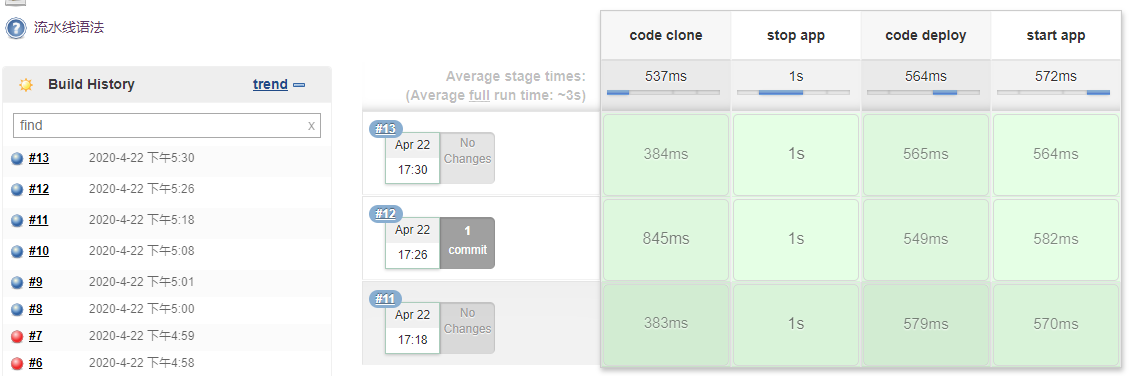 流水线语法
Build History
trend
find
x
#13 2020-4-22 下午5:30
#12 2020-4-22 下午5:26
#11 2020-4-22 下午5:18
#10 2020-4-22 下午5:08
#9 2020-4-22 下午5:01
#8 2020-4-22 下午5:00
#7 2020-4-22 下午4:59
#6 2020-4-22 下午4:58
code clone stop app code deploy start app
Average stage times: 537ms 1s 564ms 572ms
(Average full run time: ~3s)
#13
Apr 22
17:30
No
Changes
384ms 1s 565ms 564ms
#12
Apr 22
17:26
1
commit
845ms 1s 549ms 582ms
#11
Apr 22
17:18
No
Changes
383ms 1s 579ms 570ms